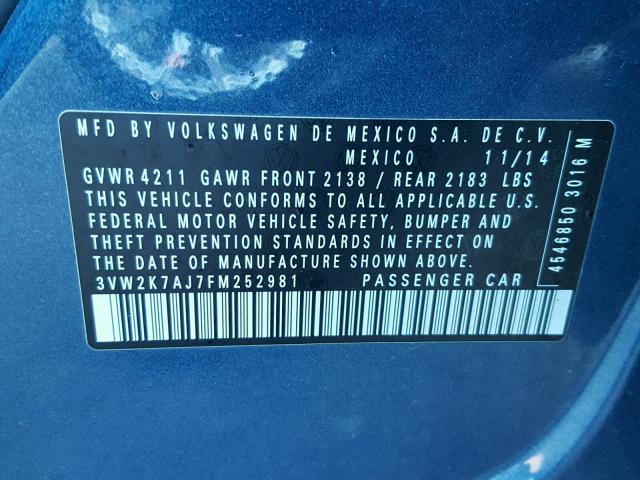 MFD BY VOLKSWAGEN DE MEXICO S.A. DE C.V.
MEXICO 11/14
GVWR 4211 GAWR FRONT 2138 / REAR 2183 LBS
THIS VEHICLE CONFORMS TO ALL APPLICABLE U.S.
FEDERAL MOTOR VEHICLE SAFETY, BUMPER AND
THEFT PREVENTION STANDARDS IN EFFECT ON
THE DATE OF MANUFACTURE SHOWN ABOVE.
3VW2K7AJ7FM252981 PASSENGER CAR
4546850 3016 M